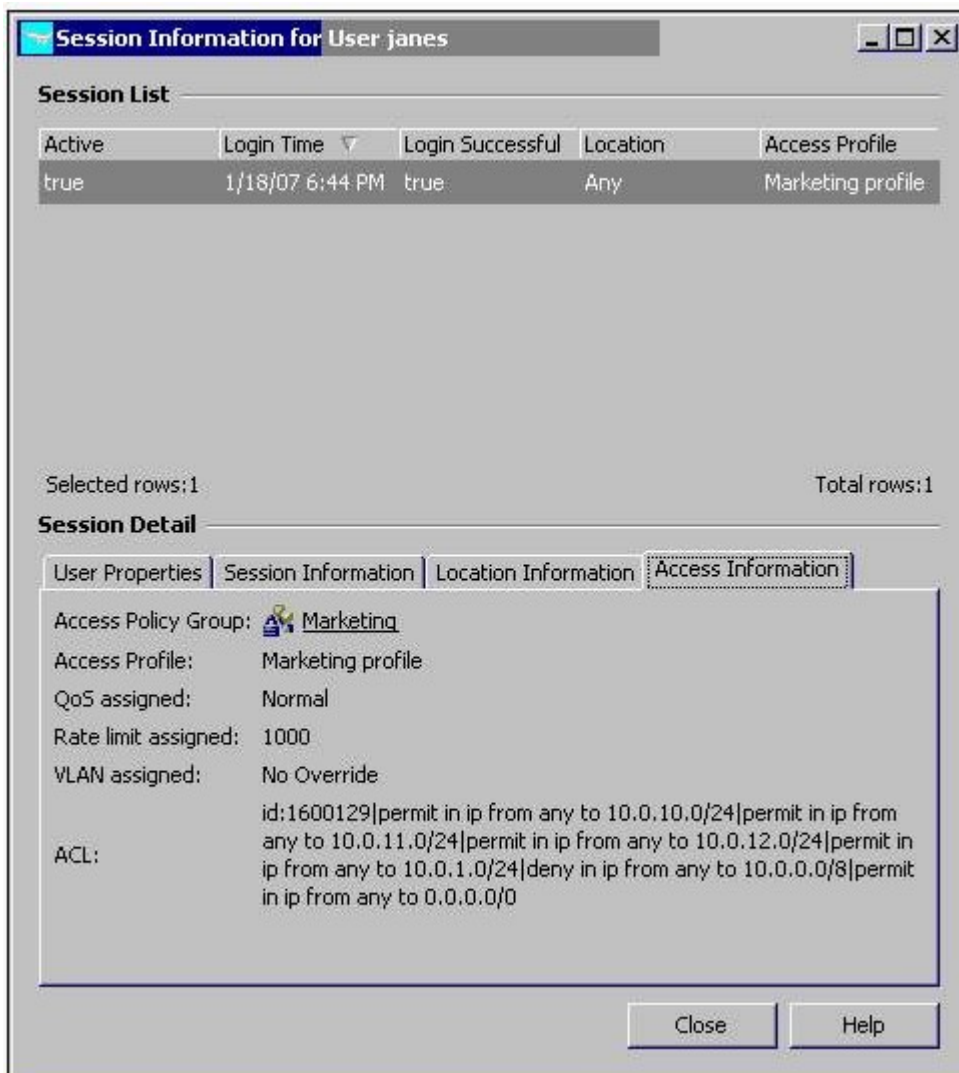 Session Information for User janes
Session List
Active Login Time Login Successful Location Access Profile
true 1/18/07 6:44 PM true Any Marketing profile
Selected rows:1 Total rows:1
Session Detail
User Properties Session Information Location Information Access Information
Access Policy Group: Marketing
Access Profile: Marketing profile
QoS assigned: Normal
Rate limit assigned: 1000
VLAN assigned: No Override
ACL: id:1600129|permit in ip from any to 10.0.10.0/24|permit in ip from
any to 10.0.11.0/24|permit in ip from any to 10.0.12.0/24|permit in
ip from any to 10.0.1.0/24|deny in ip from any to 10.0.0.0/8|permit
in ip from any to 0.0.0.0/0
Close Help